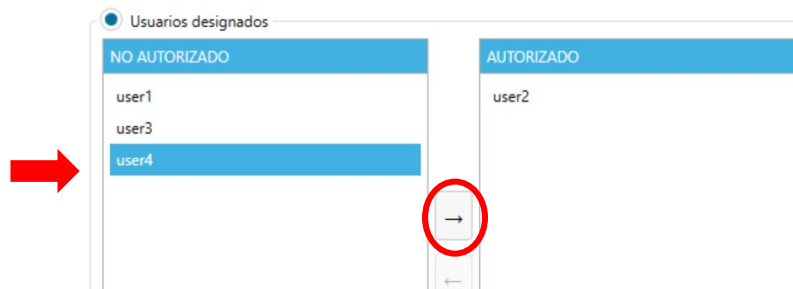 Usuarios designados
NO AUTORIZADO
AUTORIZADO
user1
user2
user3
user4
→
←